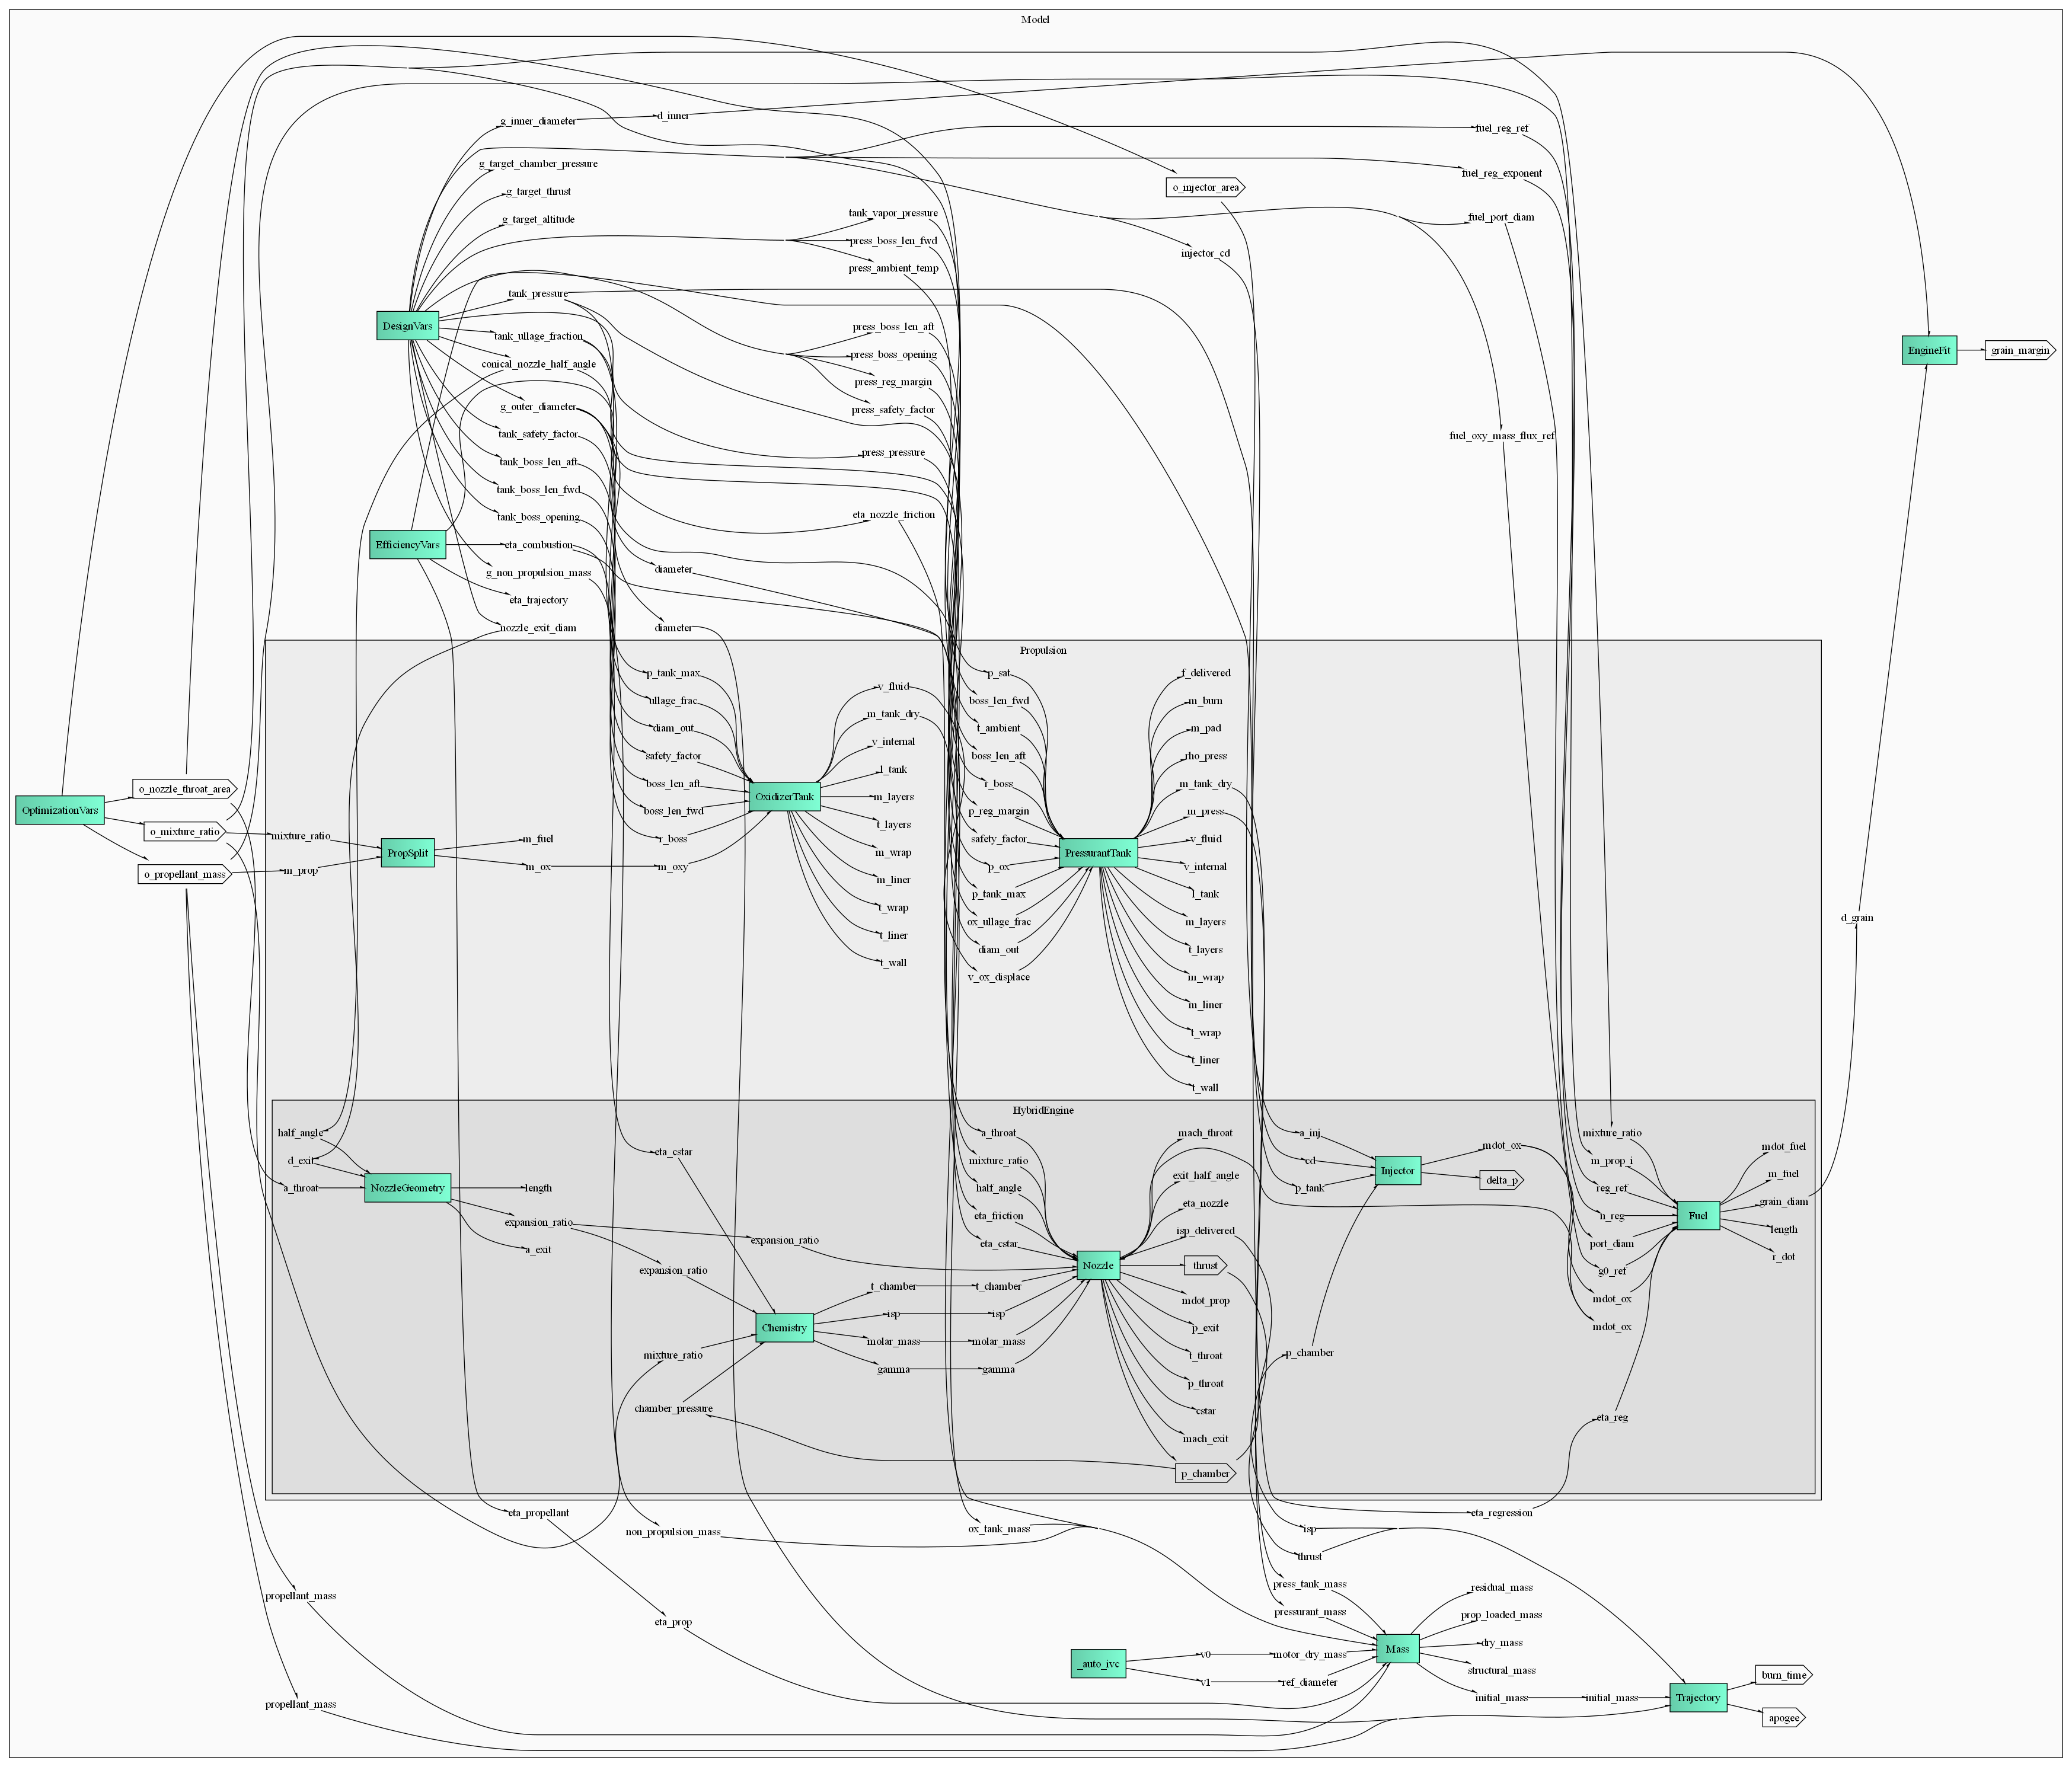 Model
g_inner_diameter
d_inner
fuel_reg_ref
g_target_chamber_pressure
fuel_reg_exponent
g_target_thrust
o_injector_area
g_target_altitude
tank_vapor_pressure
fuel_port_diam
press_boss_len_fwd
injector_cd
press_ambient_temp
tank_pressure
DesignVars
tank_ullage_fraction
press_boss_len_aft
EngineFit
grain_margin
conical_nozzle_half_angle
press_boss_opening
press_reg_margin
g_outer_diameter
press_safety_factor
tank_safety_factor
fuel_oxy_mass_flux_ref
tank_boss_len_aft
press_pressure
tank_boss_len_fwd
tank_boss_opening
eta_nozzle_friction
EfficiencyVars
eta_combustion
g_non_propulsion_mass
diameter
eta_trajectory
nozzle_exit_diam
diameter
Propulsion
p_tank_max
v_fluid
p_sat
f_delivered
ullage_frac
m_tank_dry
boss_len_fwd
m_burn
diam_out
v_internal
t_ambient
m_pad
safety_factor
l_tank
boss_len_aft
rho_press
o_nozzle_throat_area
boss_len_aft
OxidizerTank
m_layers
r_boss
m_tank_dry
OptimizationVars
boss_len_fwd
t_layers
p_reg_margin
m_press
o_mixture_ratio
mixture_ratio
PropSplit
m_fuel
r_boss
m_wrap
safety_factor
PressurantTank
v_fluid
o_propellant_mass
m_prop
m_ox
m_oxy
m_liner
p_ox
v_internal
t_wrap
p_tank_max
l_tank
t_liner
ox_ullage_frac
m_layers
d_grain
t_wall
diam_out
t_layers
v_ox_displace
m_wrap
m_liner
t_wrap
t_liner
t_wall
HybridEngine
half_angle
a_throat
mach_throat
a_inj
mdot_ox
mixture_ratio
mdot_fuel
d_exit
eta_cstar
mixture_ratio
exit_half_angle
cd
Injector
delta_p
m_prop_i
m_fuel
a_throat
NozzleGeometry
length
half_angle
eta_nozzle
p_tank
reg_ref
grain_diam
expansion_ratio
expansion_ratio
eta_friction
isp_delivered
n_reg
Fuel
length
a_exit
expansion_ratio
eta_cstar
Nozzle
thrust
port_diam
r_dot
t_chamber
t_chamber
mdot_prop
g0_ref
Chemistry
isp
isp
p_exit
mdot_ox
mixture_ratio
molar_mass
molar_mass
t_throat
p_chamber
mdot_ox
gamma
gamma
p_throat
chamber_pressure
cstar
eta_reg
mach_exit
p_chamber
eta_propellant
non_propulsion_mass
ox_tank_mass
isp
eta_regression
thrust
propellant_mass
press_tank_mass
residual_mass
eta_prop
pressurant_mass
prop_loaded_mass
_auto_ivc
v0
motor_dry_mass
Mass
dry_mass
v1
ref_diameter
structural_mass
burn_time
propellant_mass
initial_mass
initial_mass
Trajectory
apogee